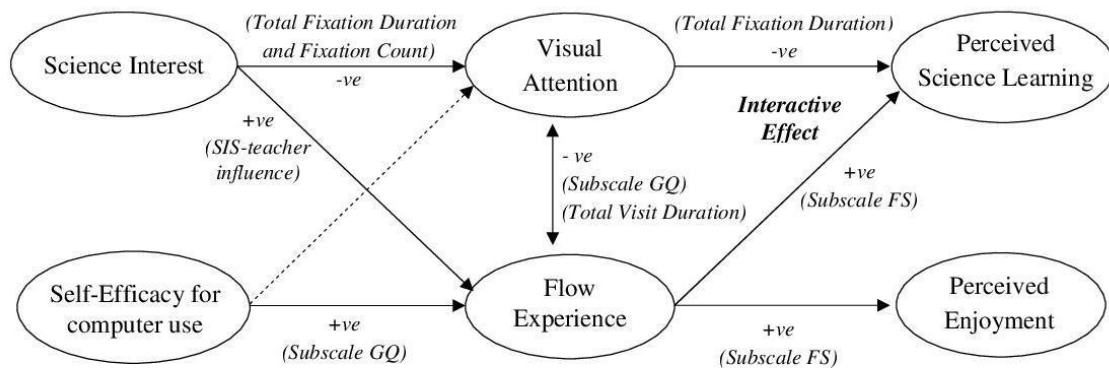 (Total Fixation Duration
and Fixation Count)
-ve
Science Interest
Visual
Attention
(Total Fixation Duration)
-ve
Perceived
Science Learning
Interactive
Effect
+ve
(SIS-teacher
influence)
- ve
(Subscale GQ)
(Total Visit Duration)
+ve
(Subscale FS)
Self-Efficacy for
computer use
+ve
(Subscale GQ)
Flow
Experience
+ve
(Subscale FS)
Perceived
Enjoyment